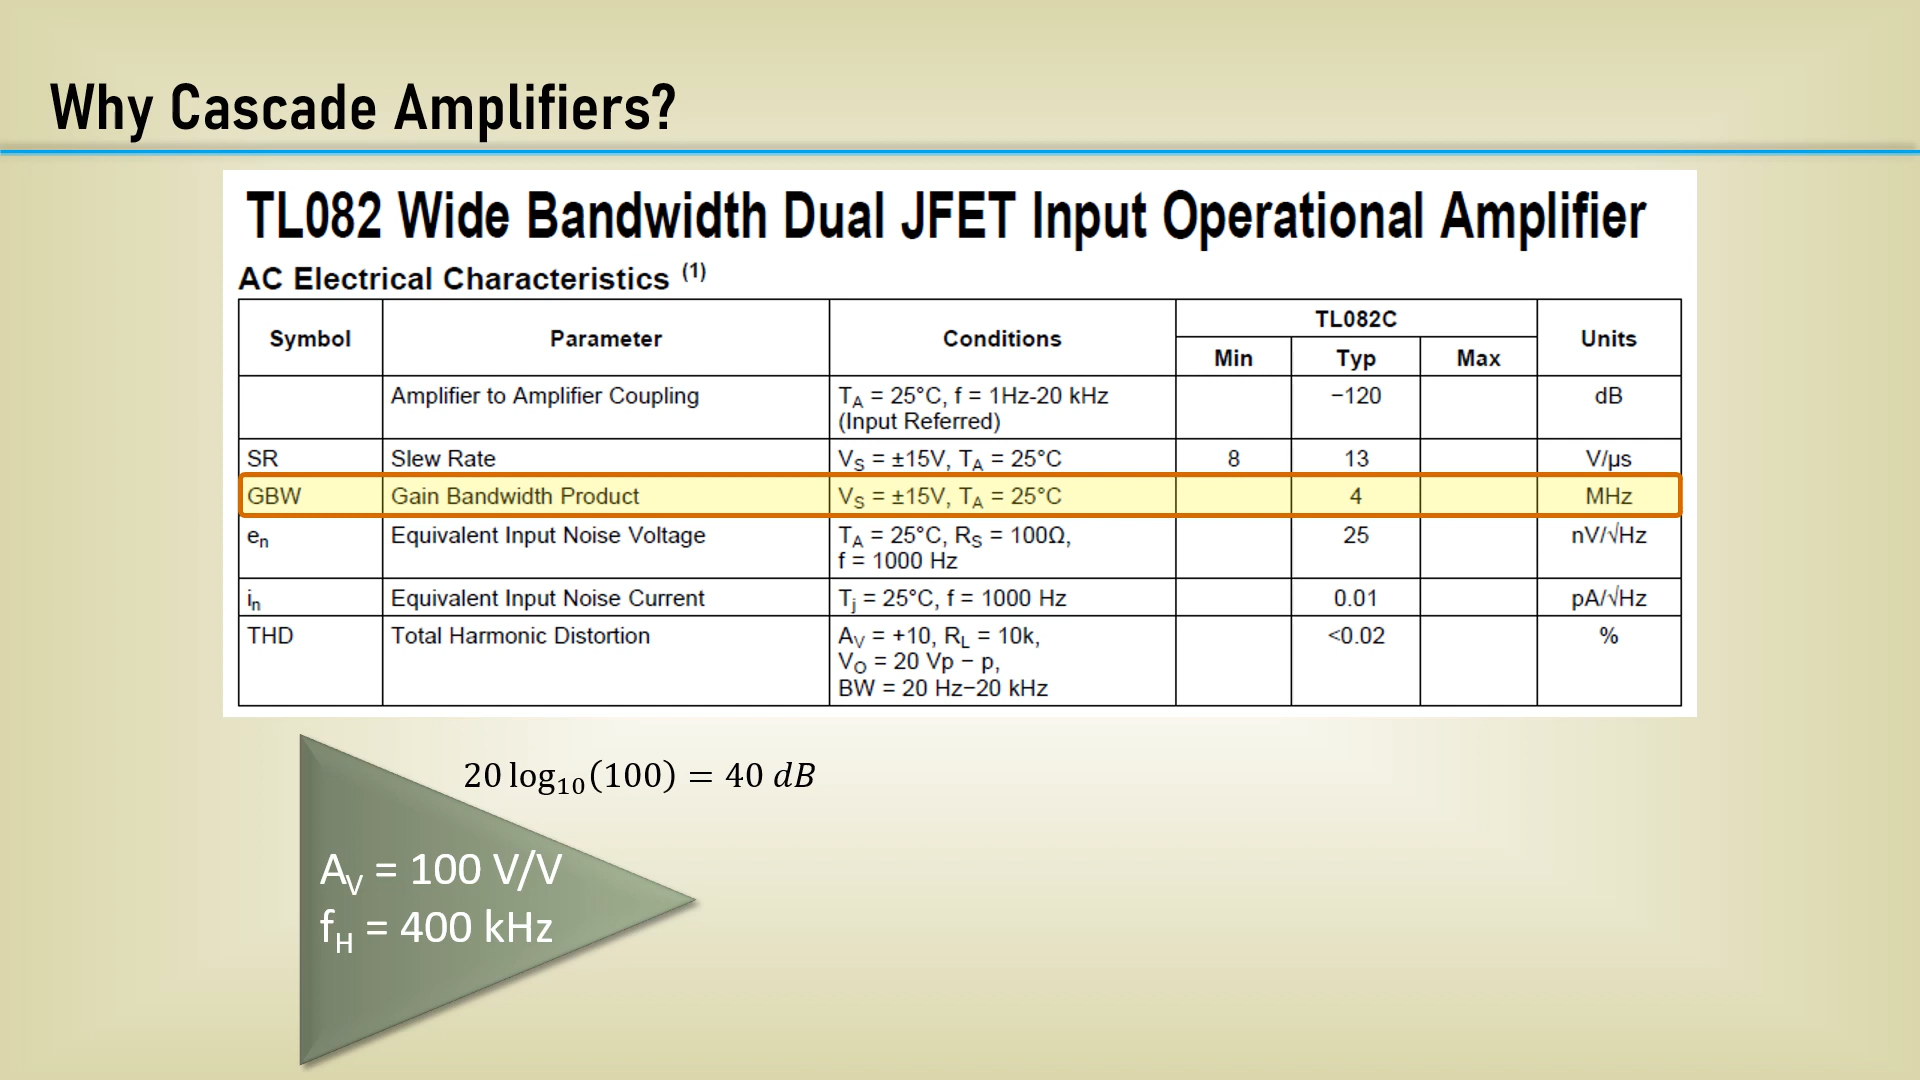 Why Cascade Amplifiers?
TL082 Wide Bandwidth Dual JFET Input Operational Amplifier
AC Electrical Characteristics (1)
Symbol Parameter Conditions TL082C Units
Min Typ Max
Amplifier to Amplifier Coupling TA = 25°C, f = 1Hz-20 kHz −120 dB
(Input Referred)
SR Slew Rate VS = ±15V, TA = 25°C 8 13 V/μs
GBW Gain Bandwidth Product VS = ±15V, TA = 25°C 4 MHz
en Equivalent Input Noise Voltage TA = 25°C, RS = 100Ω, 25 nV/√Hz
f = 1000 Hz
in Equivalent Input Noise Current Tj = 25°C, f = 1000 Hz 0.01 pA/√Hz
THD Total Harmonic Distortion AV = +10, RL = 10k, <0.02 %
VO = 20 Vp − p,
BW = 20 Hz−20 kHz
20 log10(100) = 40 dB
AV = 100 V/V
fH = 400 kHz